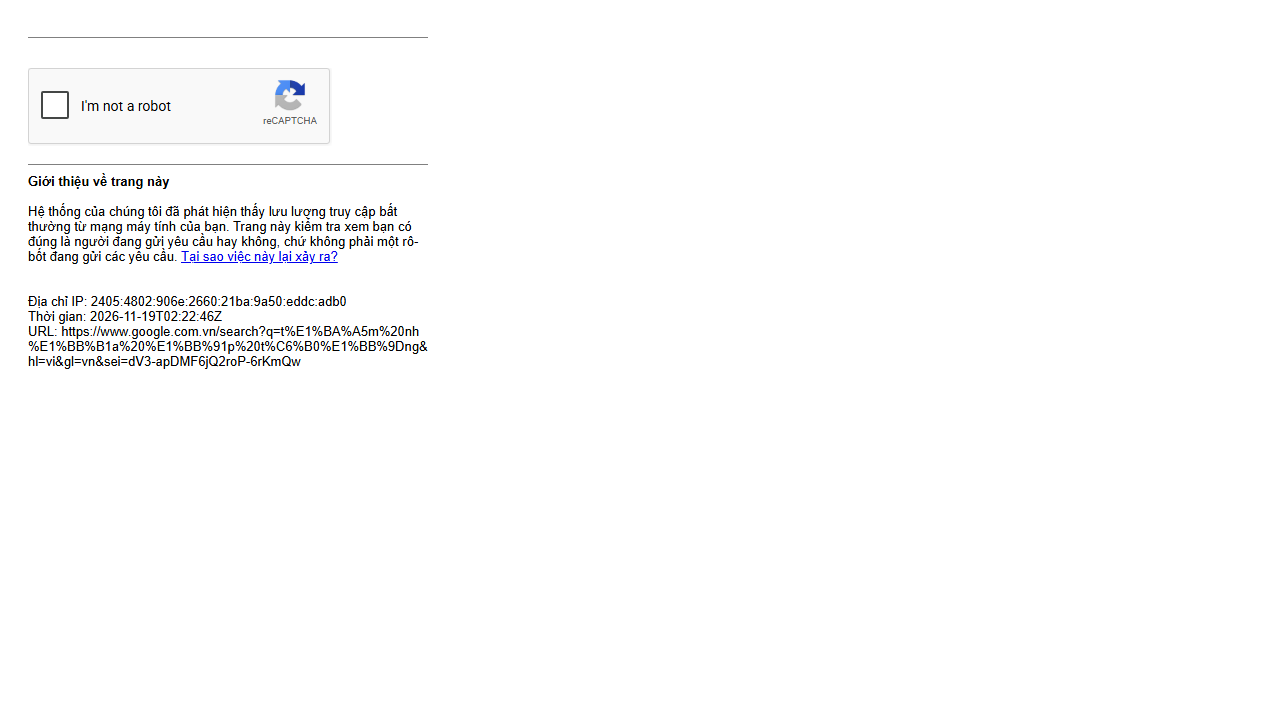 I'm not a robot
reCAPTCHA
Giới thiệu về trang này
Hệ thống của chúng tôi đã phát hiện thấy lưu lượng truy cập bất
thường từ mạng máy tính của bạn. Trang này kiểm tra xem bạn có
đúng là người đang gửi yêu cầu hay không, chứ không phải một rô-
bốt đang gửi các yêu cầu. Tại sao việc này lại xảy ra?
Địa chỉ IP: 2405:4802:906e:2660:21ba:9a50:eddc:adb0
Thời gian: 2026-11-19T02:22:46Z
URL: https://www.google.com.vn/search?q=t%E1%BA%A5m%20nh
%E1%BB%B1a%20%E1%BB%91p%20t%C6%B0%E1%BB%9Dng&
hl=vi&gl=vn&sei=dV3-apDMF6jQ2roP-6rKmQw